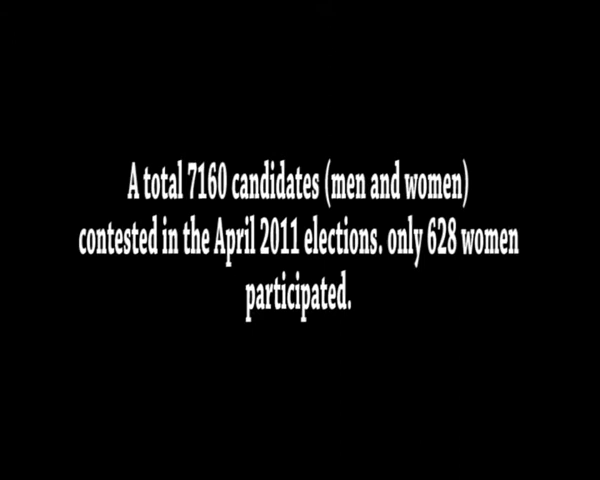 A total 7160 candidates (men and women)
contested in the April 2011 elections. only 628 women
participated.